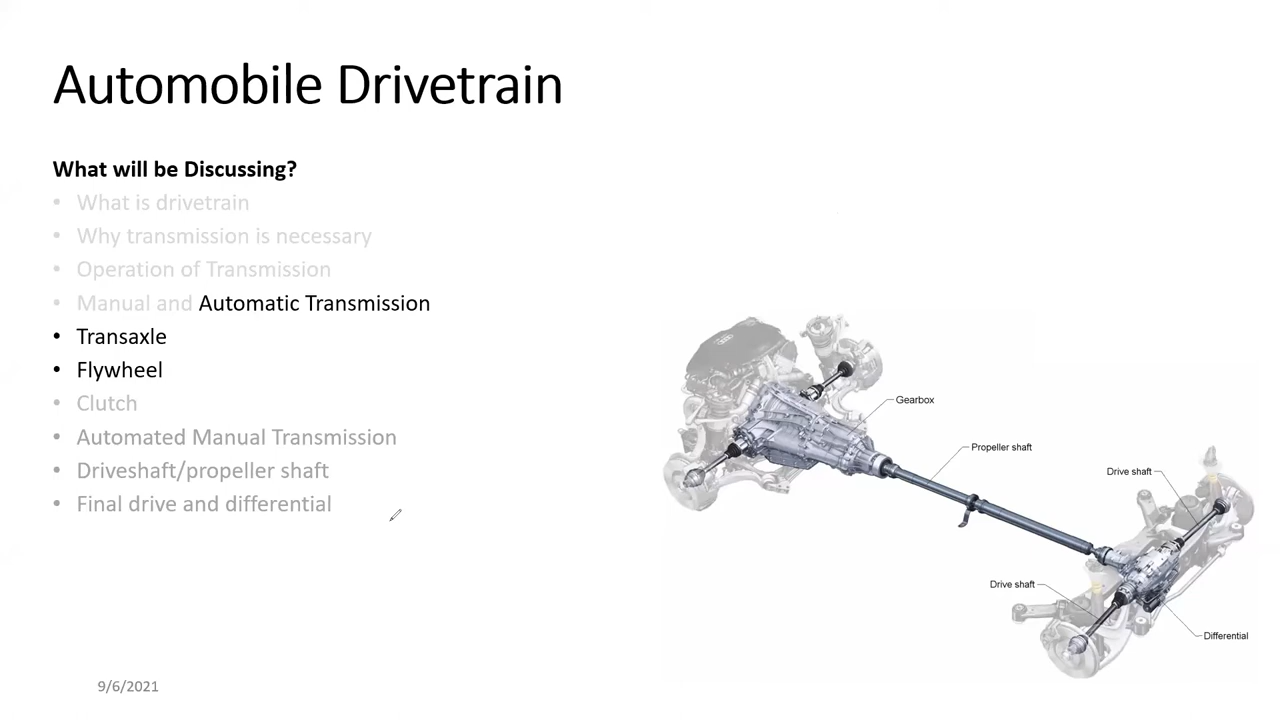 Automobile Drivetrain
What will be Discussing?
• What is drivetrain
• Why transmission is necessary
• Operation of Transmission
• Manual and Automatic Transmission
• Transaxle
• Flywheel
• Clutch
• Automated Manual Transmission
• Driveshaft/propeller shaft
• Final drive and differential
Gearbox
Propeller shaft
Drive shaft
Drive shaft
Differential
9/6/2021